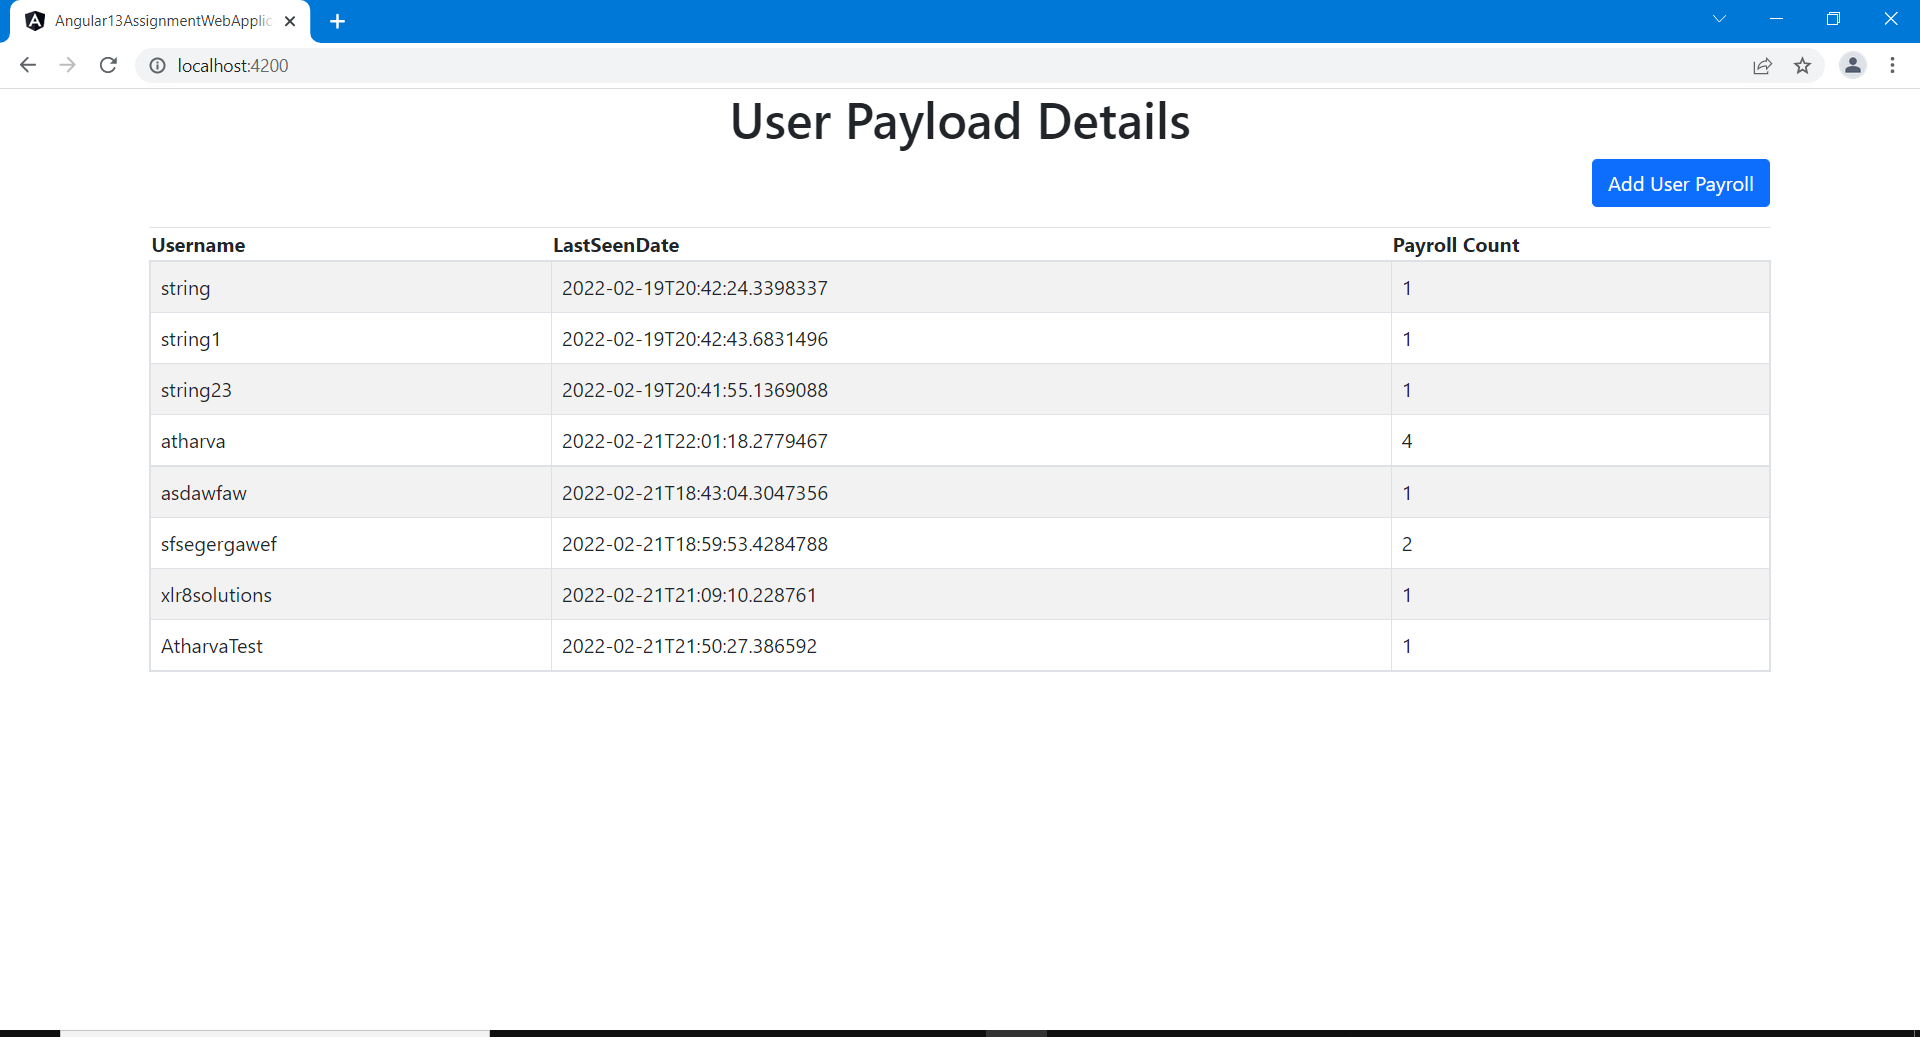 Angular13AssignmentWebApplic
localhost:4200
User Payload Details
Add User Payroll
Username LastSeenDate Payroll Count
string 2022-02-19T20:42:24.3398337 1
string1 2022-02-19T20:42:43.6831496 1
string23 2022-02-19T20:41:55.1369088 1
atharva 2022-02-21T22:01:18.2779467 4
asdawfaw 2022-02-21T18:43:04.3047356 1
sfsegergawef 2022-02-21T18:59:53.4284788 2
xlr8solutions 2022-02-21T21:09:10.228761 1
AtharvaTest 2022-02-21T21:50:27.386592 1